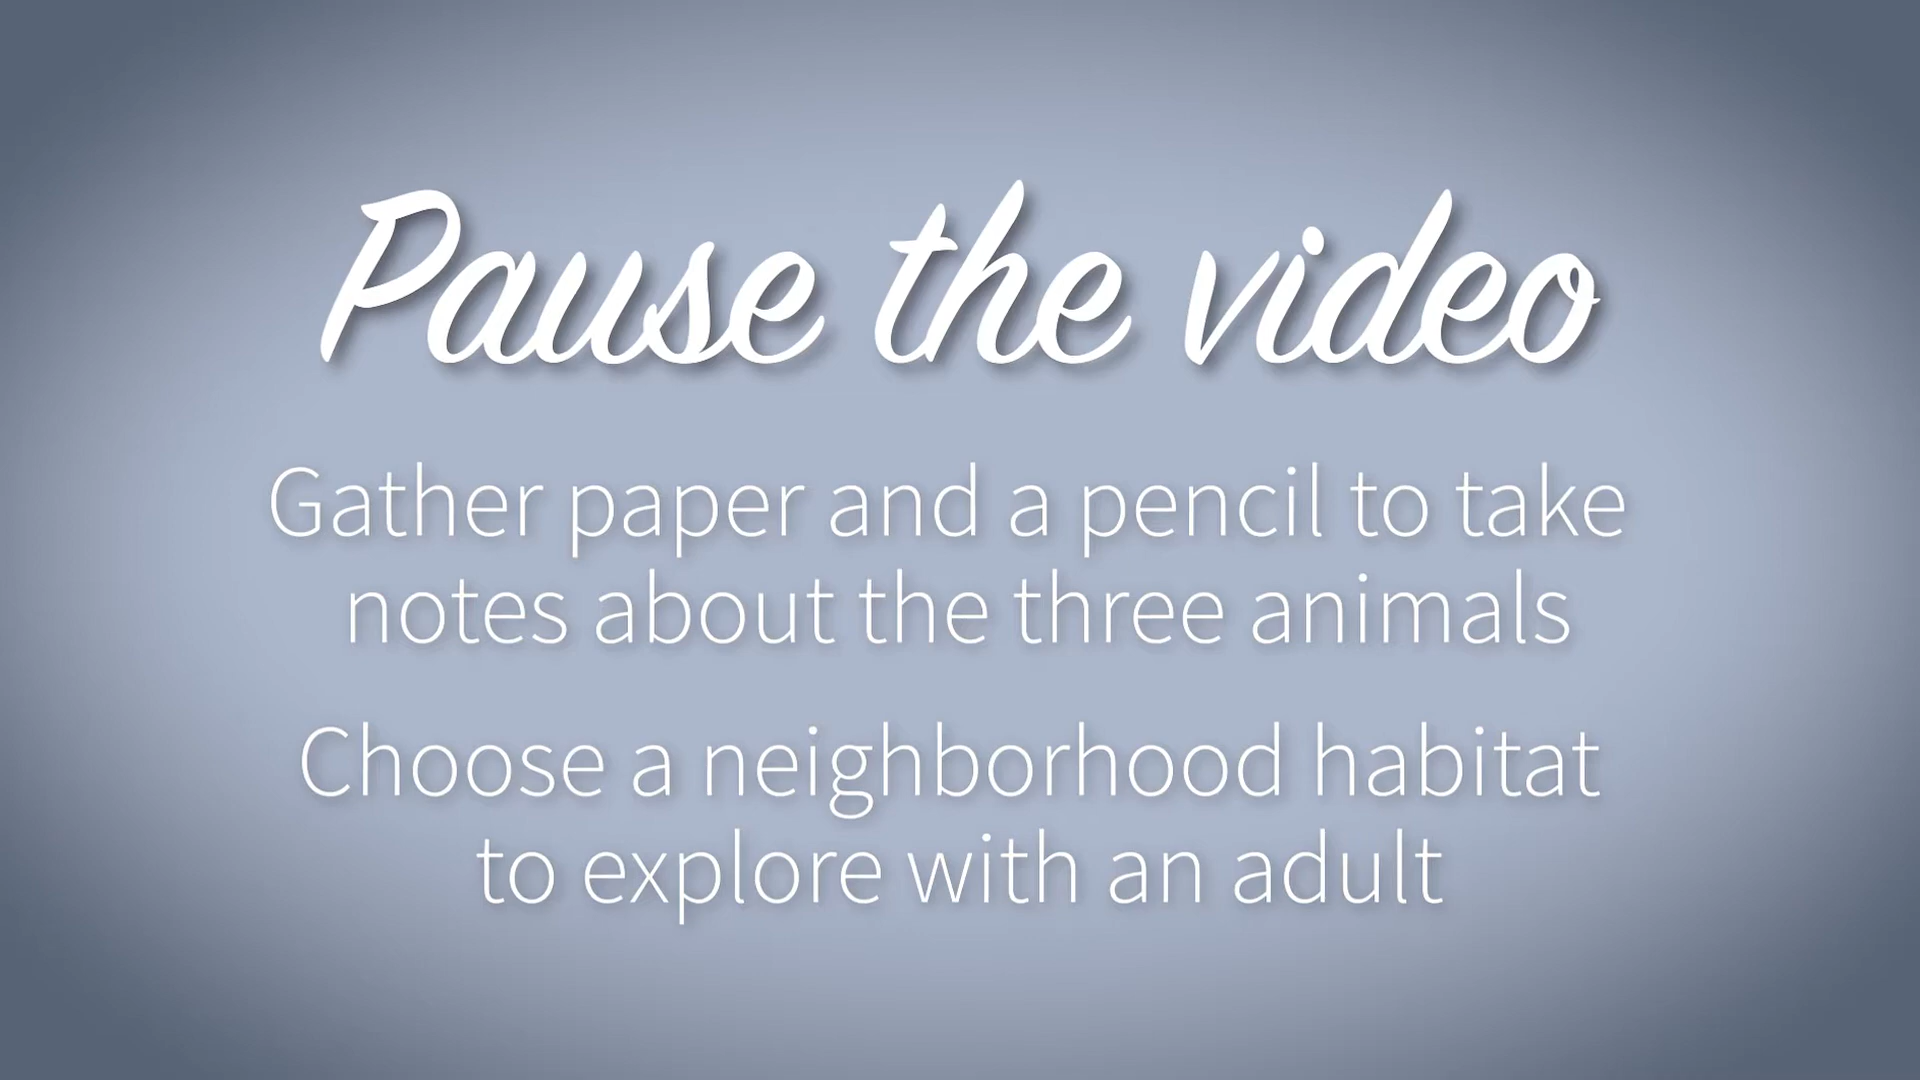 Pause the video
Gather paper and a pencil to take
notes about the three animals
Choose a neighborhood habitat
to explore with an adult